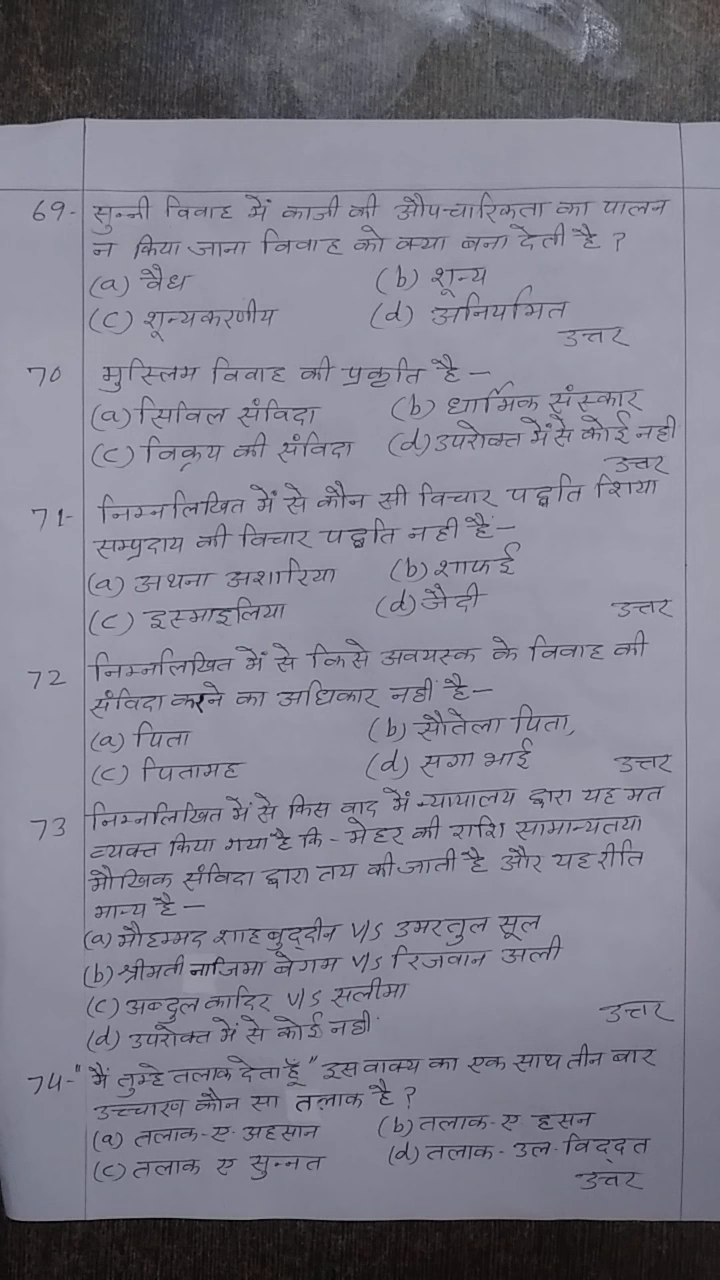 69- सुन्नी विवाह में काजी की औपचारिकता का पालन
न किया जाना विवाह को क्या बना देती है ?
(a) वैध (b) शून्य
(c) शून्यकरणीय (d) अनियमित
उत्तर
70 मुस्लिम विवाह की प्रकृति है –
(a) सिविल संविदा (b) धार्मिक संस्कार
(c) विक्रय की संविदा (d) उपरोक्त में से कोई नही
उत्तर
71- निम्नलिखित में से कौन सी विचार पद्धति शिया
सम्प्रदाय की विचार पद्धति नही है –
(a) अथना अशारिया (b) शाफई
(c) इस्माइलिया (d) जैदी उत्तर
72 निम्नलिखित में से किसे अवयस्क के विवाह की
संविदा करने का अधिकार नहीं है –
(a) पिता (b) सौतेला पिता,
(c) पितामह (d) सगा भाई उत्तर
73 निम्नलिखित में से किस वाद में न्यायालय द्वारा यह मत
व्यक्त किया गया है कि – मेहर की राशि सामान्यतया
मौखिक संविदा द्वारा तय की जाती है और यह रीति
मान्य है –
(a) मौहम्मद शाहबुद्दीन V/S उमरतुल सूल
(b) श्रीमती नाजिमा बेगम V/S रिजवान अली
(c) अब्दुल कादिर V/S सलीमा
(d) उपरोक्त में से कोई नही उत्तर
74- "मैं तुम्हे तलाक देता हूँ" इस वाक्य का एक साथ तीन बार
उच्चारण कौन सा तलाक है ?
(a) तलाक-ए-अहसान (b) तलाक-ए हसन
(c) तलाक ए सुन्नत (d) तलाक-उल-विद्दत
उत्तर